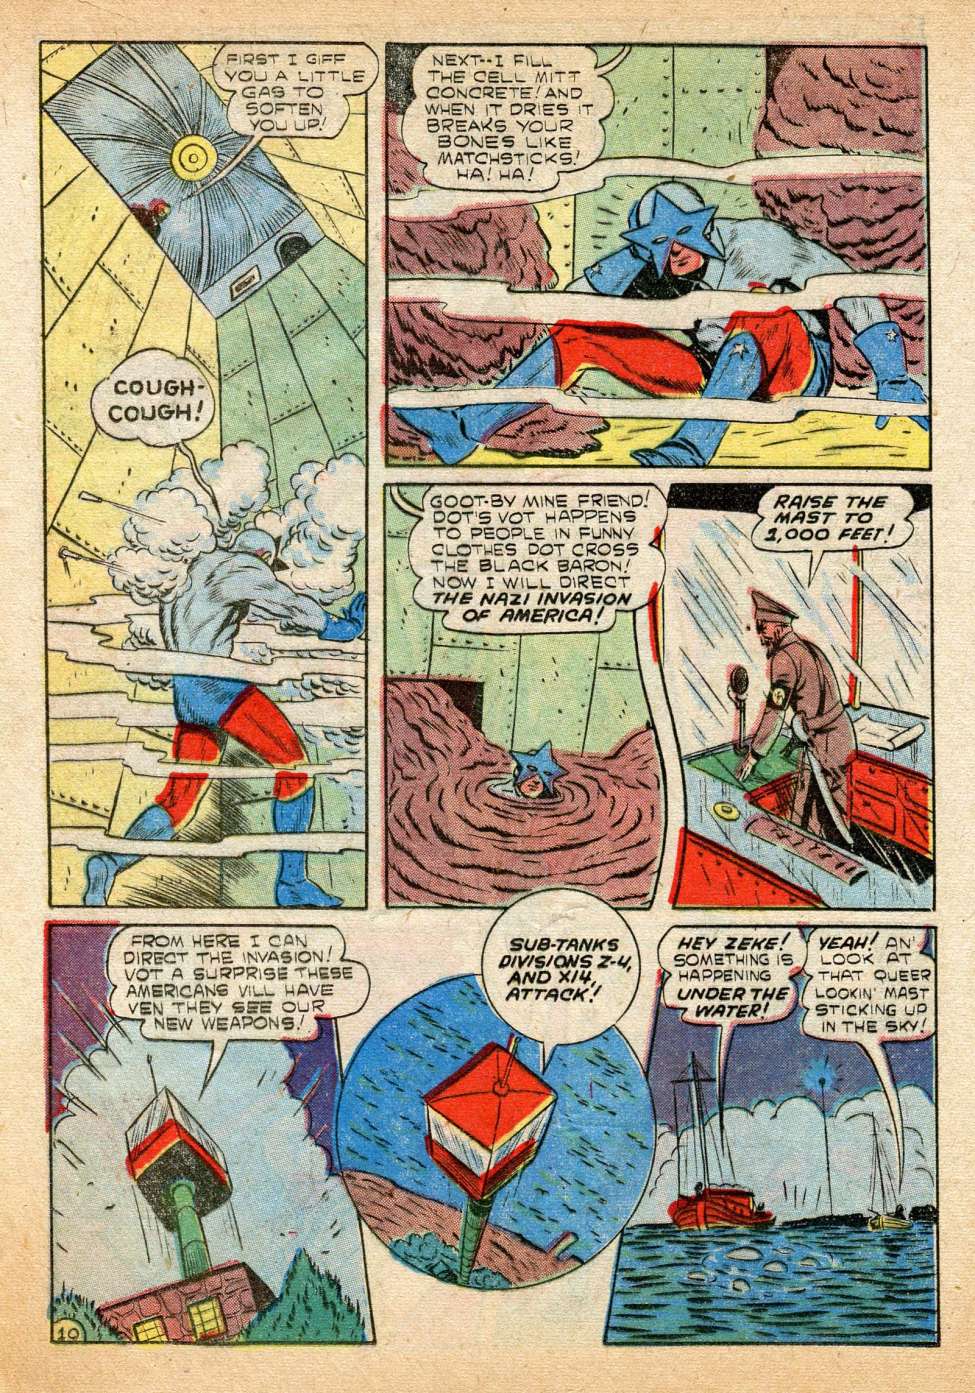 FIRST I GIFF
YOU A LITTLE
GAS TO
SOFTEN
YOU UP!
COUGH-
COUGH!
NEXT--I FILL
THE CELL MITT
CONCRETE! AND
WHEN IT DRIES IT
BREAKS YOUR
BONES LIKE
MATCHSTICKS!
HA! HA!
GOOT-BY MINE FRIEND!
DOT'S VOT HAPPENS
TO PEOPLE IN FUNNY
CLOTHES DOT CROSS
THE BLACK BARON!
NOW I WILL DIRECT
THE NAZI INVASION
OF AMERICA!
RAISE THE
MAST TO
1,000 FEET!
FROM HERE I CAN
DIRECT THE INVASION!
VOT A SURPRISE THESE
AMERICANS VILL HAVE
VEN THEY SEE OUR
NEW WEAPONS!
SUB-TANKS
DIVISIONS Z-4,
AND X14,
ATTACK!
HEY ZEKE!
SOMETHING IS
HAPPENING
UNDER THE
WATER!
YEAH! AN'
LOOK AT
THAT QUEER
LOOKIN' MAST
STICKING UP
IN THE SKY!
10